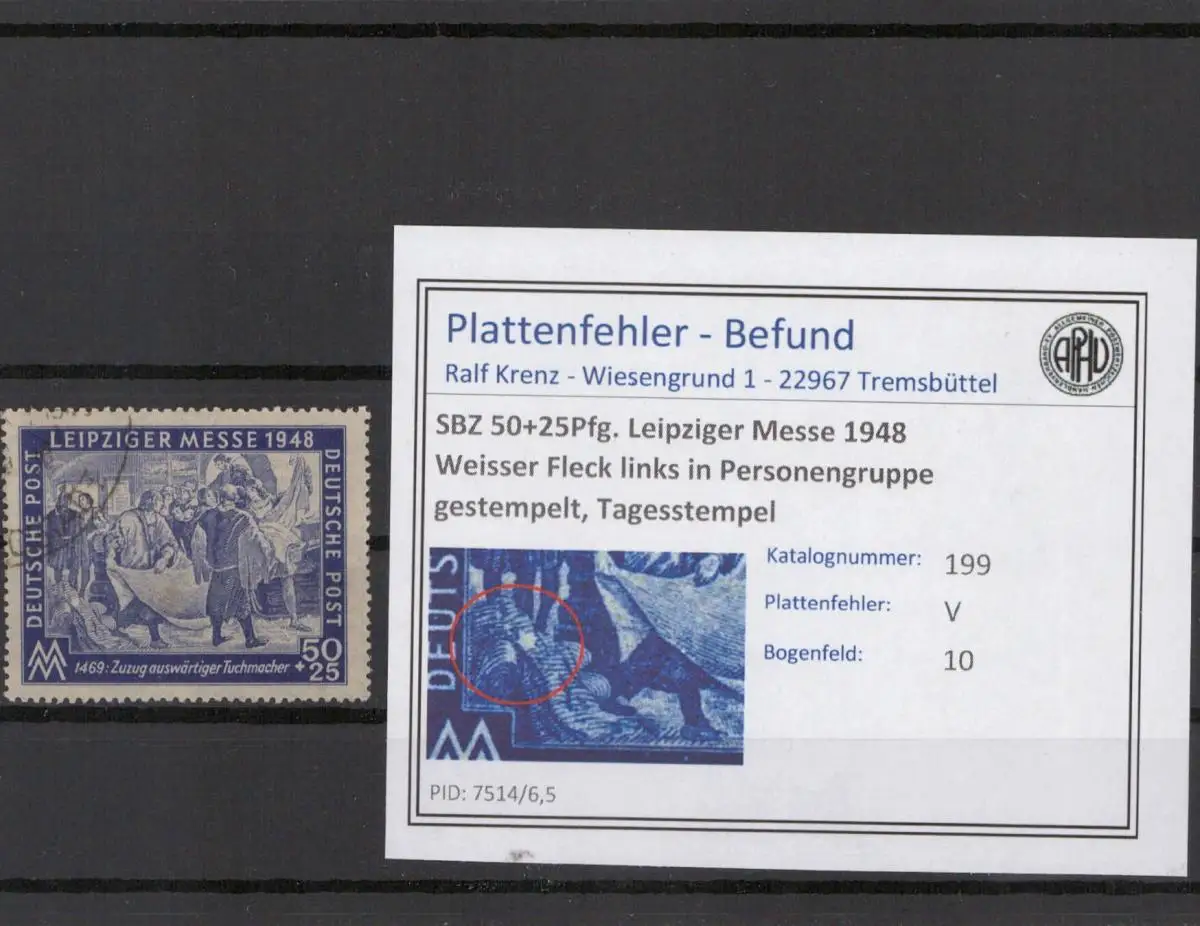 LEIPZIGER MESSE 1948
DEUTSCHE POST
DEUTSCHE POST
1469: Zuzug auswärtiger Tuchmacher
+50
25
Plattenfehler - Befund
Ralf Krenz - Wiesengrund 1 - 22967 Tremsbüttel
APHV
SBZ 50+25Pfg. Leipziger Messe 1948
Weisser Fleck links in Personengruppe
gestempelt, Tagesstempel
DEUTS
Katalognummer: 199
Plattenfehler: V
Bogenfeld: 10
PID: 7514/6,5